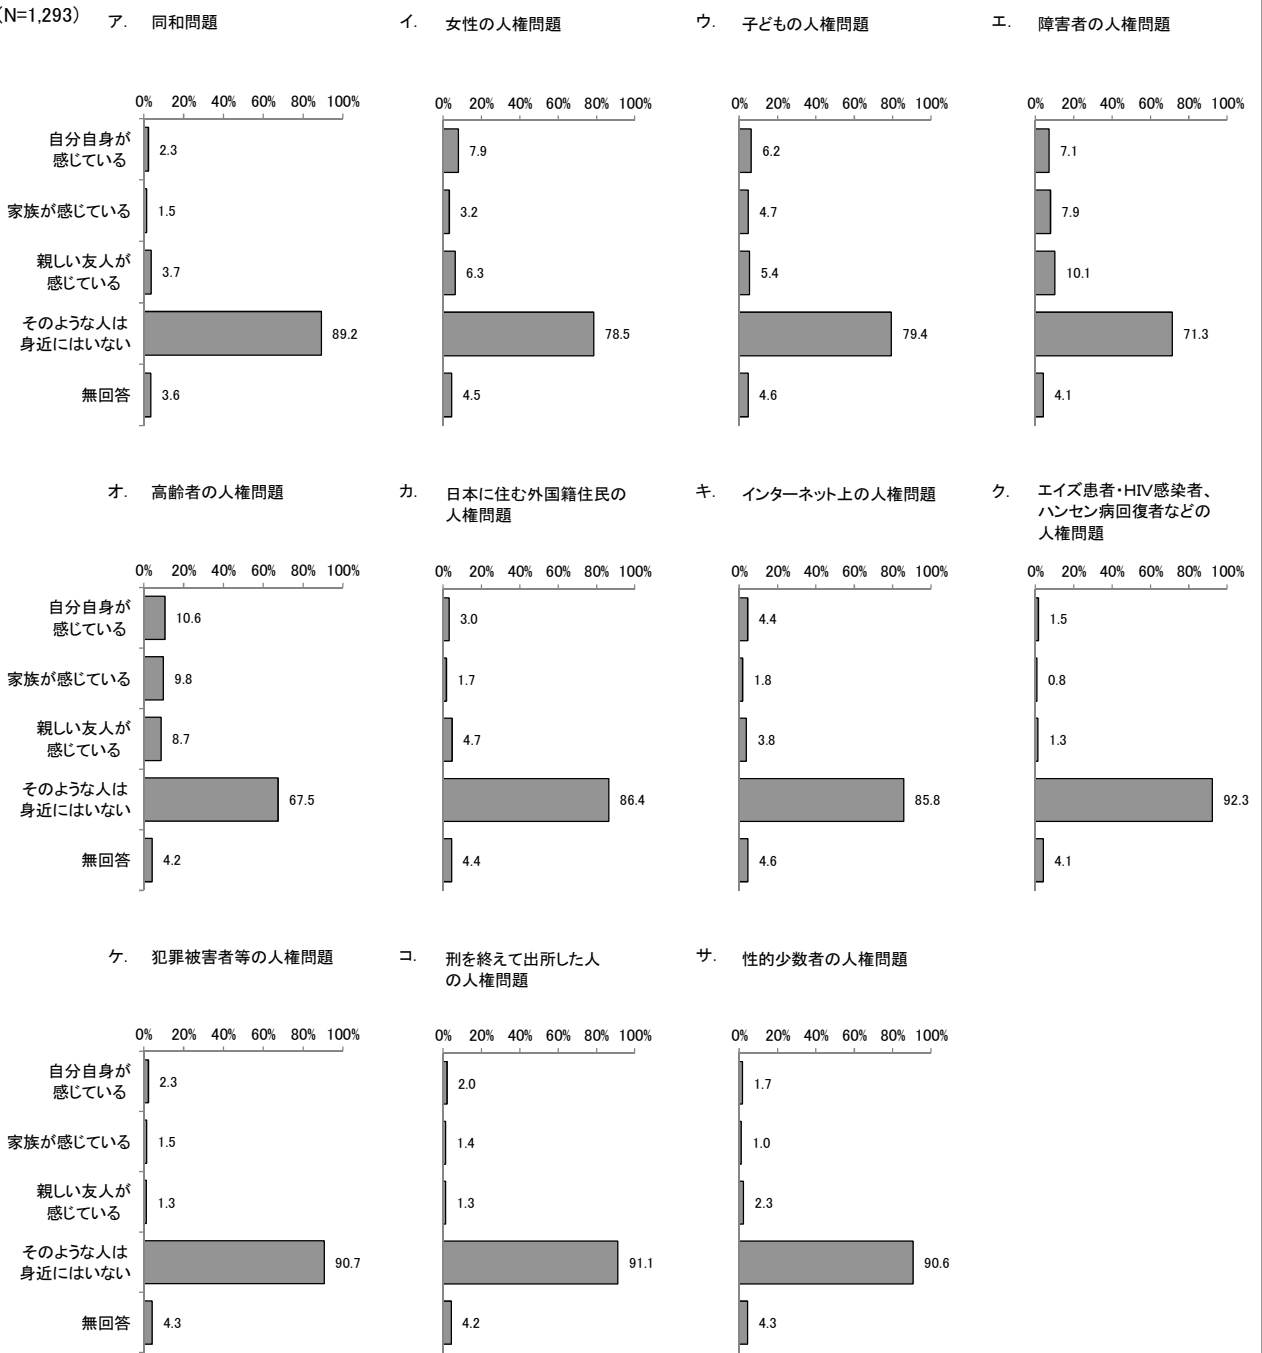 (N=1,293)
ア. 同和問題
0% 20% 40% 60% 80% 100%
自分自身が
感じている
2.3
家族が感じている
1.5
親しい友人が
感じている
3.7
そのような人は
身近にはいない
89.2
無回答
3.6
イ. 女性の人権問題
0% 20% 40% 60% 80% 100%
7.9
3.2
6.3
78.5
4.5
ウ. 子どもの人権問題
0% 20% 40% 60% 80% 100%
6.2
4.7
5.4
79.4
4.6
エ. 障害者の人権問題
0% 20% 40% 60% 80% 100%
7.1
7.9
10.1
71.3
4.1
オ. 高齢者の人権問題
0% 20% 40% 60% 80% 100%
自分自身が
感じている
10.6
家族が感じている
9.8
親しい友人が
感じている
8.7
そのような人は
身近にはいない
67.5
無回答
4.2
カ. 日本に住む外国籍住民の
人権問題
0% 20% 40% 60% 80% 100%
3.0
1.7
4.7
86.4
4.4
キ. インターネット上の人権問題
0% 20% 40% 60% 80% 100%
4.4
1.8
3.8
85.8
4.6
ク. エイズ患者・HIV感染者、
ハンセン病回復者などの
人権問題
0% 20% 40% 60% 80% 100%
1.5
0.8
1.3
92.3
4.1
ケ. 犯罪被害者等の人権問題
0% 20% 40% 60% 80% 100%
自分自身が
感じている
2.3
家族が感じている
1.5
親しい友人が
感じている
1.3
そのような人は
身近にはいない
90.7
無回答
4.3
コ. 刑を終えて出所した人
の人権問題
0% 20% 40% 60% 80% 100%
2.0
1.4
1.3
91.1
4.2
サ. 性的少数者の人権問題
0% 20% 40% 60% 80% 100%
1.7
1.0
2.3
90.6
4.3